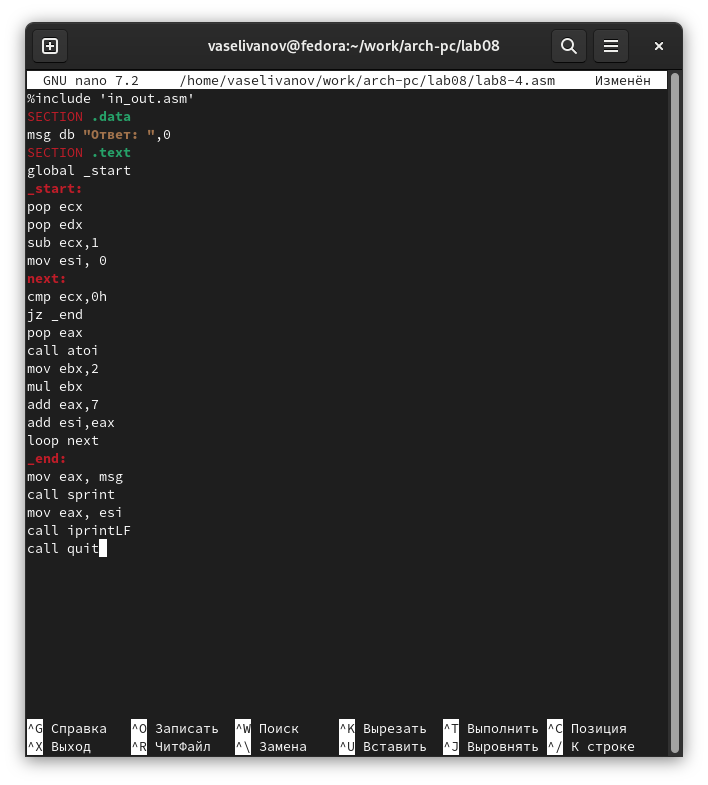 vaselivanov@fedora:~/work/arch-pc/lab08
GNU nano 7.2 /home/vaselivanov/work/arch-pc/lab08/lab8-4.asm Изменён
%include 'in_out.asm'
SECTION .data
msg db "Ответ: ",0
SECTION .text
global _start
_start:
pop ecx
pop edx
sub ecx,1
mov esi, 0
next:
cmp ecx,0h
jz _end
pop eax
call atoi
mov ebx,2
mul ebx
add eax,7
add esi,eax
loop next
_end:
mov eax, msg
call sprint
mov eax, esi
call iprintLF
call quit
^G Справка ^O Записать ^W Поиск ^K Вырезать ^T Выполнить ^C Позиция
^X Выход ^R ЧитФайл ^\ Замена ^U Вставить ^J Выровнять ^/ К строке